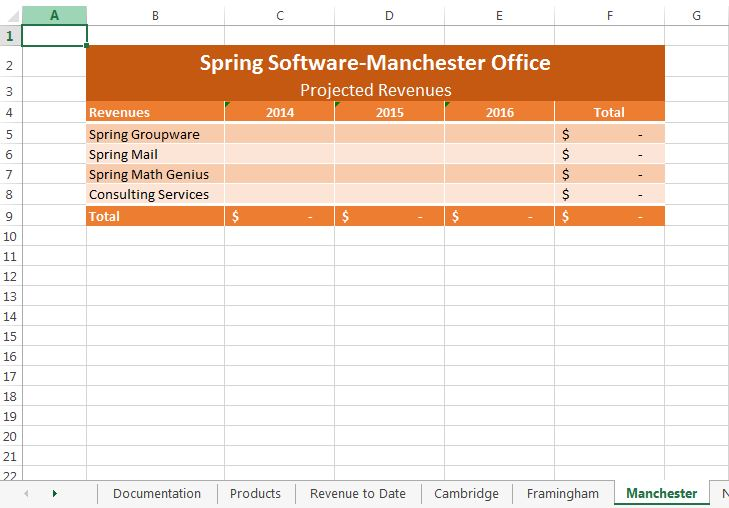 A B C D E F G
1
2 Spring Software-Manchester Office
3 Projected Revenues
4 Revenues 2014 2015 2016 Total
5 Spring Groupware $ -
6 Spring Mail $ -
7 Spring Math Genius $ -
8 Consulting Services $ -
9 Total $ - $ - $ - $ -
10
11
12
13
14
15
16
17
18
19
20
21
22
Documentation Products Revenue to Date Cambridge Framingham Manchester N